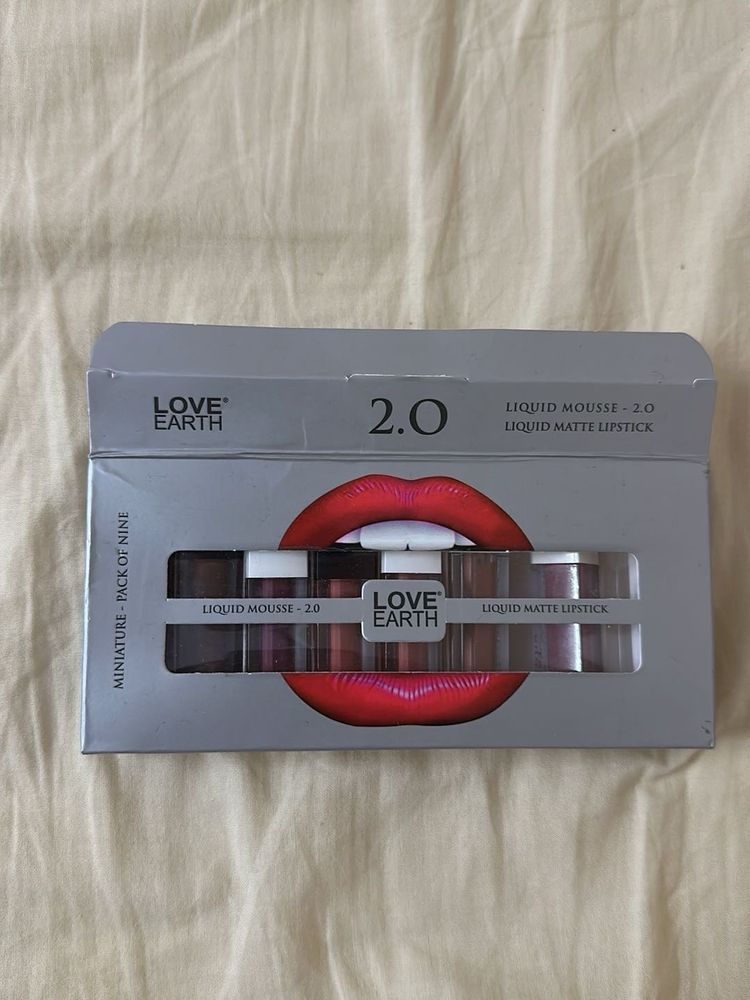 LOVE®
EARTH
2.O
LIQUID MOUSSE - 2.O
LIQUID MATTE LIPSTICK
MINIATURE - PACK OF NINE
LIQUID MOUSSE - 2.0
LOVE®
EARTH
LIQUID MATTE LIPSTICK